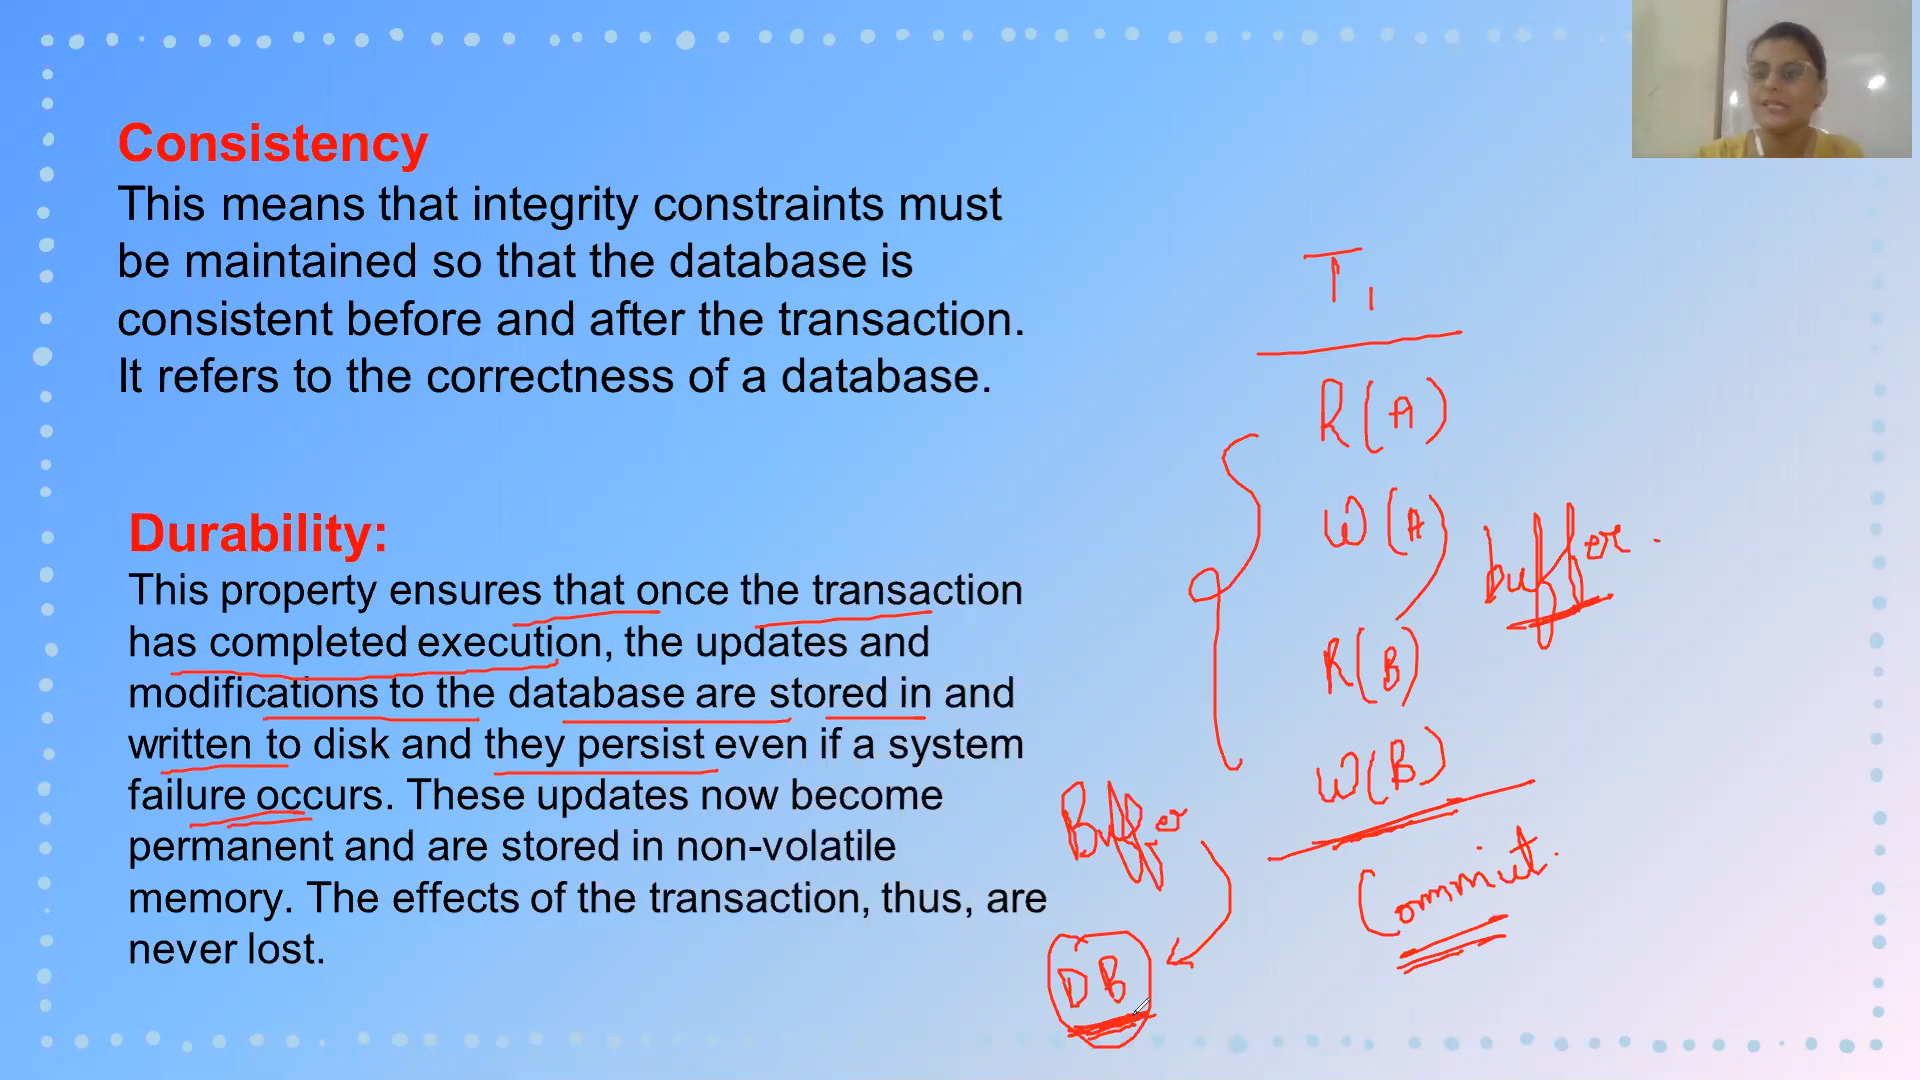 Consistency
This means that integrity constraints must
be maintained so that the database is
consistent before and after the transaction.
It refers to the correctness of a database.
Durability:
This property ensures that once the transaction
has completed execution, the updates and
modifications to the database are stored in and
written to disk and they persist even if a system
failure occurs. These updates now become
permanent and are stored in non-volatile
memory. The effects of the transaction, thus, are
never lost.
T1
R(A)
W(A)
buffer.
R(B)
W(B)
Commit.
Buffer
DB